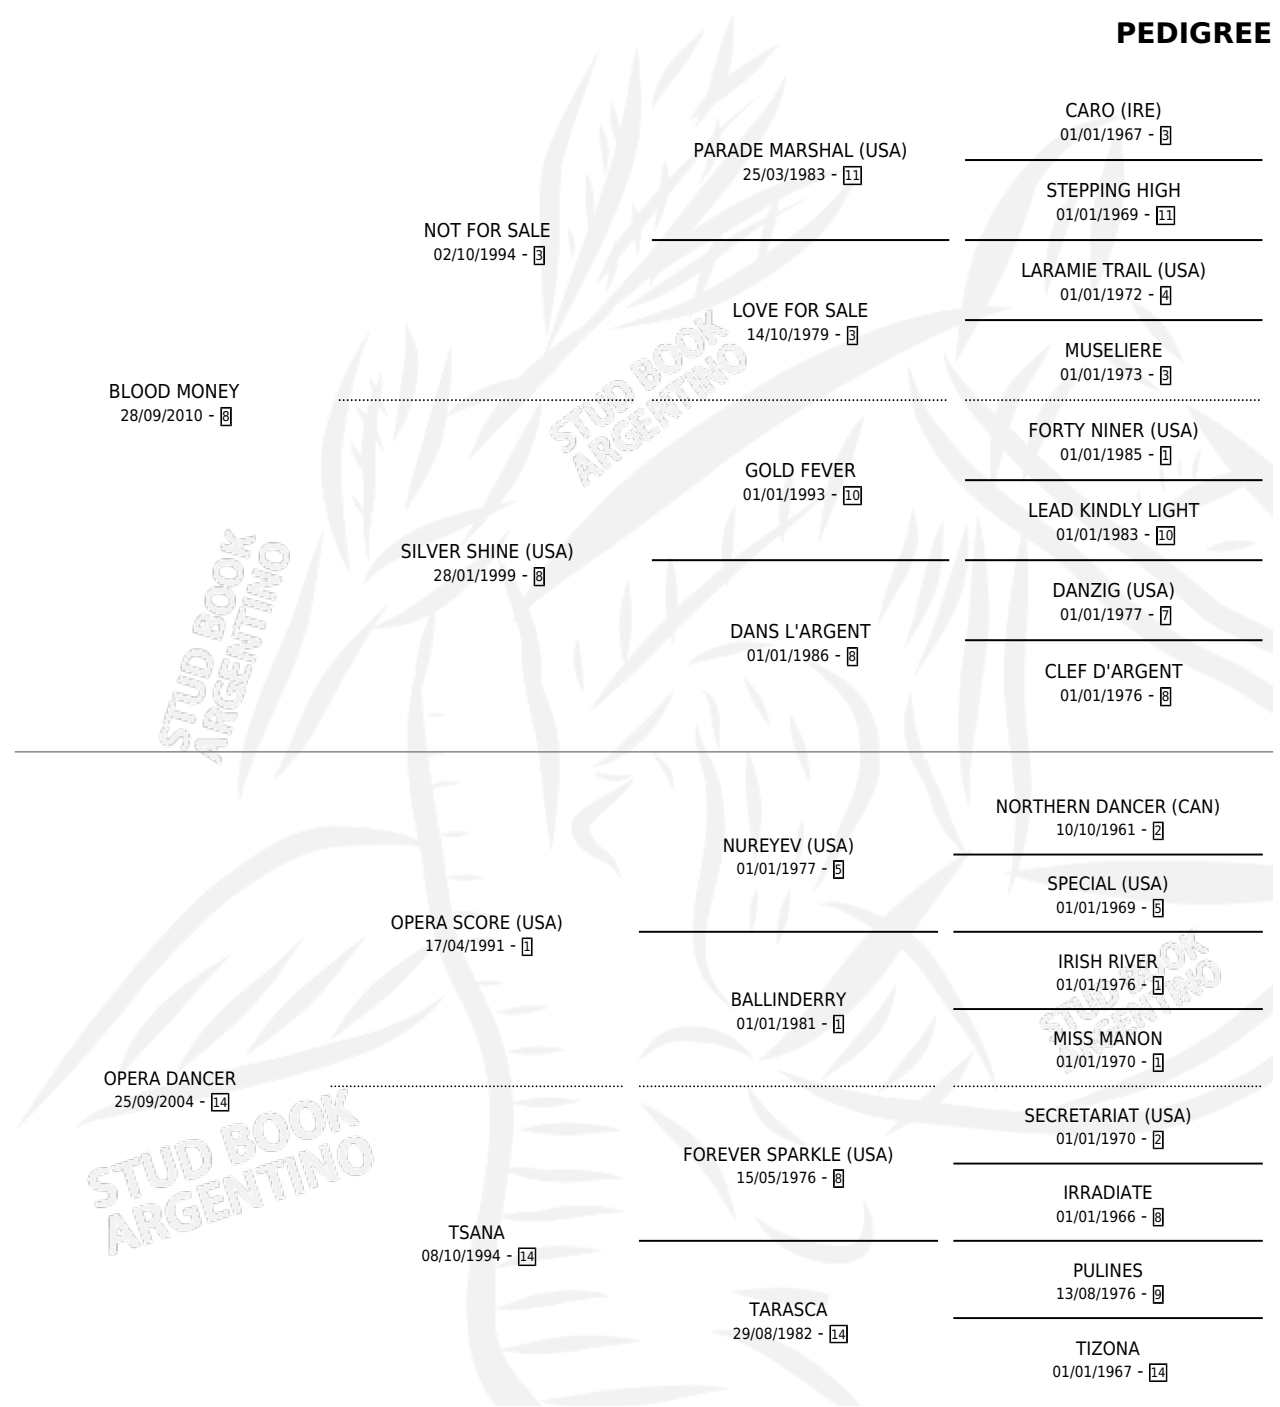 PEDIGREE
CARO (IRE)
01/01/1967 - 3
PARADE MARSHAL (USA)
25/03/1983 - 11
STEPPING HIGH
01/01/1969 - 11
NOT FOR SALE
02/10/1994 - 3
LARAMIE TRAIL (USA)
01/01/1972 - 4
LOVE FOR SALE
14/10/1979 - 3
MUSELIERE
01/01/1973 - 3
BLOOD MONEY
28/09/2010 - 8
FORTY NINER (USA)
01/01/1985 - 1
GOLD FEVER
01/01/1993 - 10
LEAD KINDLY LIGHT
01/01/1983 - 10
SILVER SHINE (USA)
28/01/1999 - 8
DANZIG (USA)
01/01/1977 - 7
DANS L'ARGENT
01/01/1986 - 8
CLEF D'ARGENT
01/01/1976 - 8
NORTHERN DANCER (CAN)
10/10/1961 - 2
NUREYEV (USA)
01/01/1977 - 5
SPECIAL (USA)
01/01/1969 - 5
OPERA SCORE (USA)
17/04/1991 - 1
IRISH RIVER
01/01/1976 - 1
BALLINDERRY
01/01/1981 - 1
MISS MANON
01/01/1970 - 1
OPERA DANCER
25/09/2004 - 14
SECRETARIAT (USA)
01/01/1970 - 2
FOREVER SPARKLE (USA)
15/05/1976 - 8
IRRADIATE
01/01/1966 - 8
TSANA
08/10/1994 - 14
PULINES
13/08/1976 - 9
TARASCA
29/08/1982 - 14
TIZONA
01/01/1967 - 14
STUD BOOK
ARGENTINO
STUD BOOK
ARGENTINO
STUD BOOK
ARGENTINO
STUD BOOK
ARGENTINO